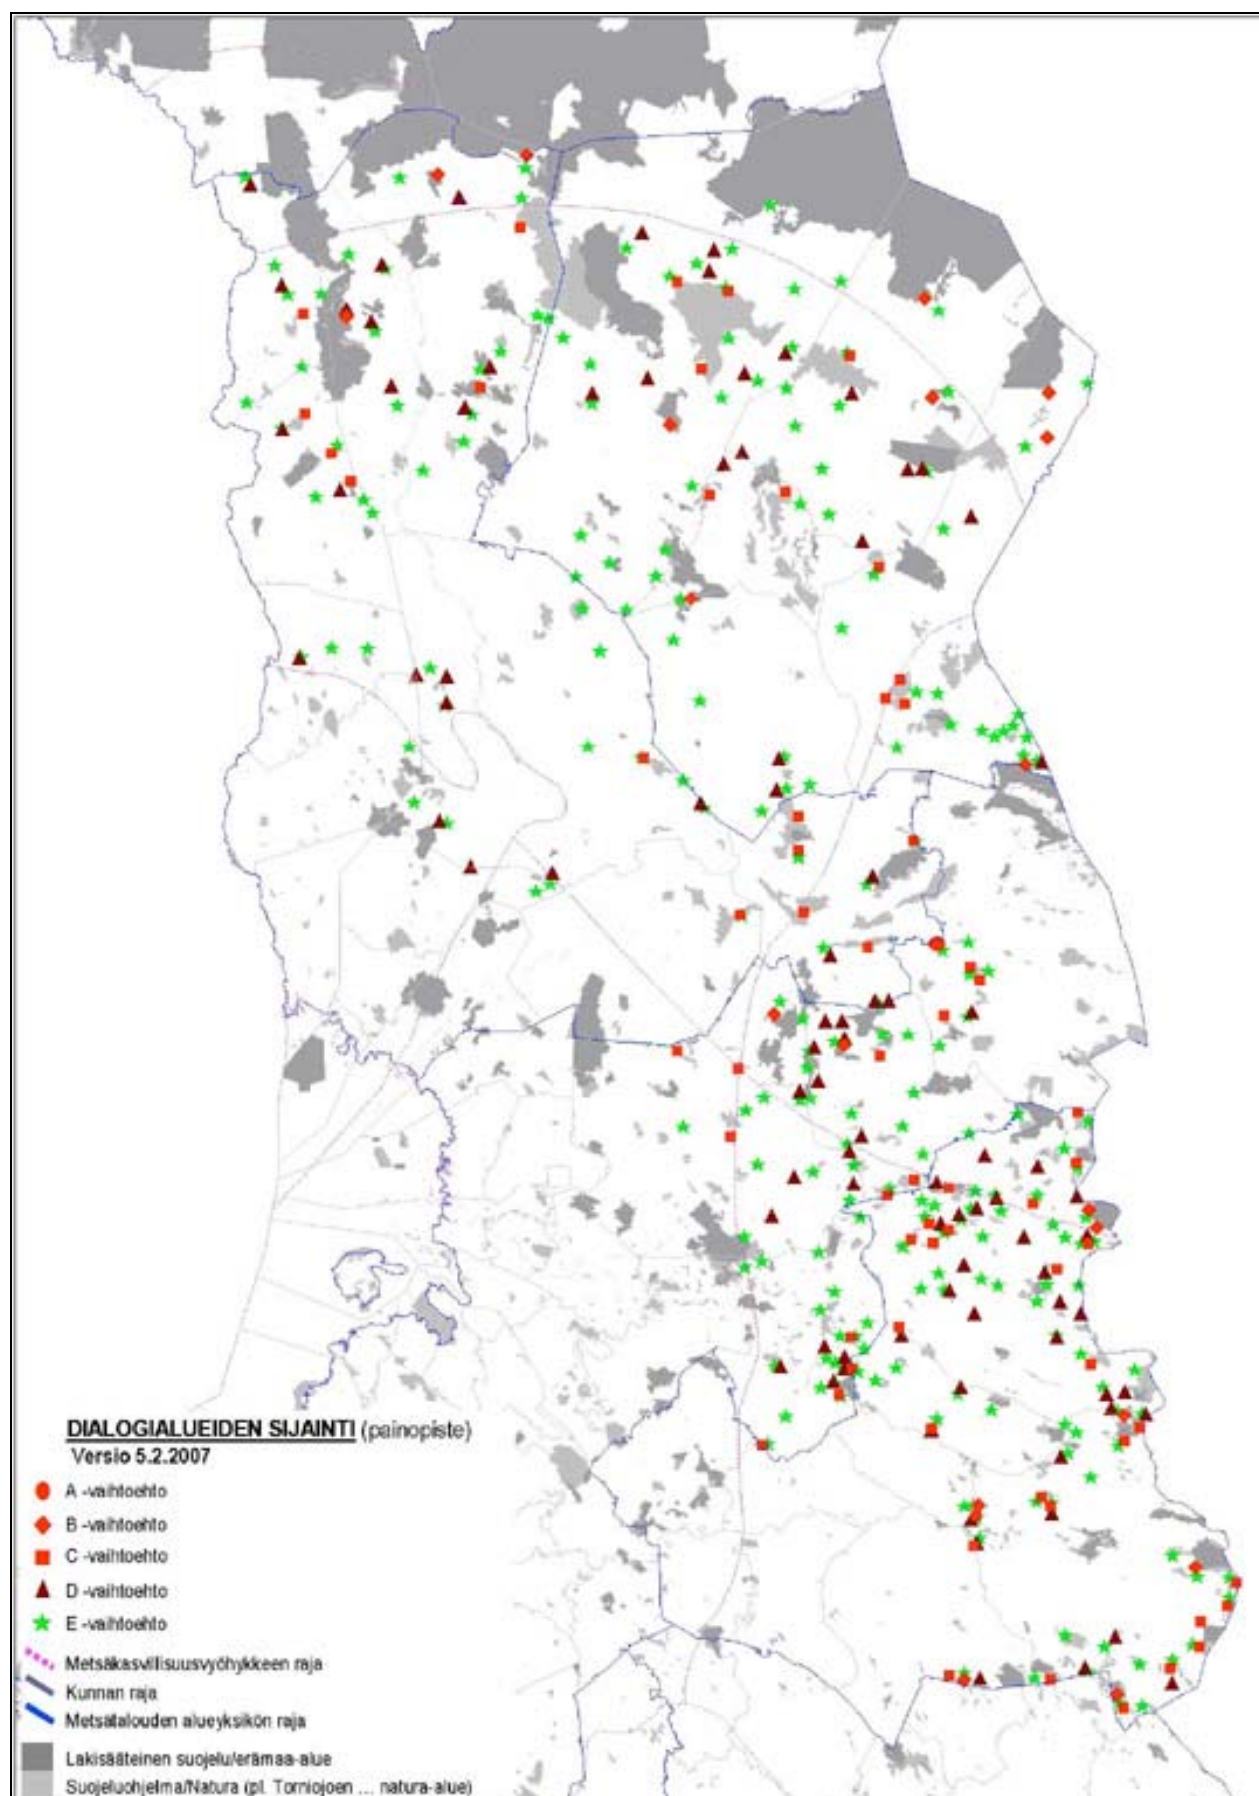 DIALOGIALUEIDEN SIJAINTI (painopiste)
Versio 5.2.2007
A -vaihtoehto
B -vaihtoehto
C -vaihtoehto
D -vaihtoehto
E -vaihtoehto
Metsäkasvillisuusvyöhykkeen raja
Kunnan raja
Metsätalouden alueyksikön raja
Lakisääteinen suojelu/erämaa-alue
Suojeluohjelma/Natura (pl. Torniojoen ... natura-alue)